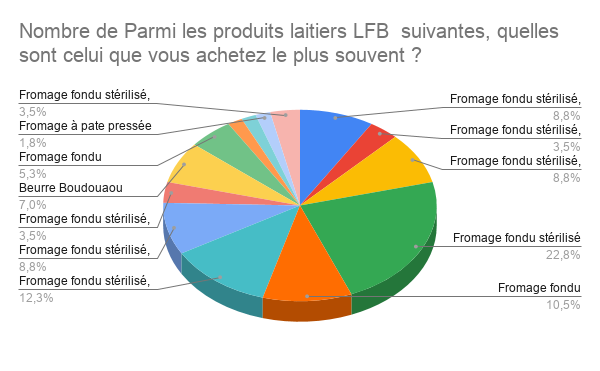 Nombre de Parmi les produits laitiers LFB  suivantes, quelles
sont celui que vous achetez le plus souvent ?
Fromage fondu stérilisé,
3,5%
Fromage à pate pressée
1,8%
Fromage fondu
5,3%
Beurre Boudouaou
7,0%
Fromage fondu stérilisé,
3,5%
Fromage fondu stérilisé,
8,8%
Fromage fondu stérilisé,
12,3%
Fromage fondu stérilisé,
8,8%
Fromage fondu stérilisé,
3,5%
Fromage fondu stérilisé,
8,8%
Fromage fondu stérilisé
22,8%
Fromage fondu
10,5%